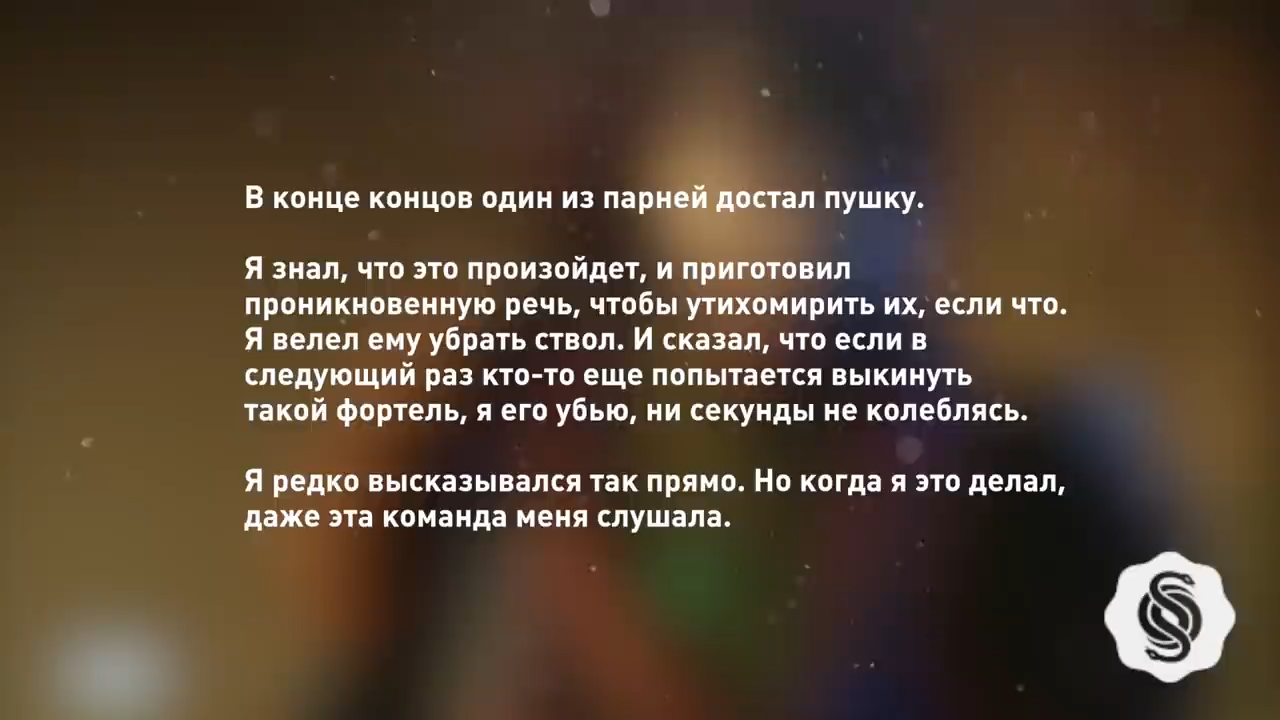 В конце концов один из парней достал пушку.
Я знал, что это произойдет, и приготовил
проникновенную речь, чтобы утихомирить их, если что.
Я велел ему убрать ствол. И сказал, что если в
следующий раз кто-то еще попытается выкинуть
такой фортель, я его убью, ни секунды не колеблясь.
Я редко высказывался так прямо. Но когда я это делал,
даже эта команда меня слушала.